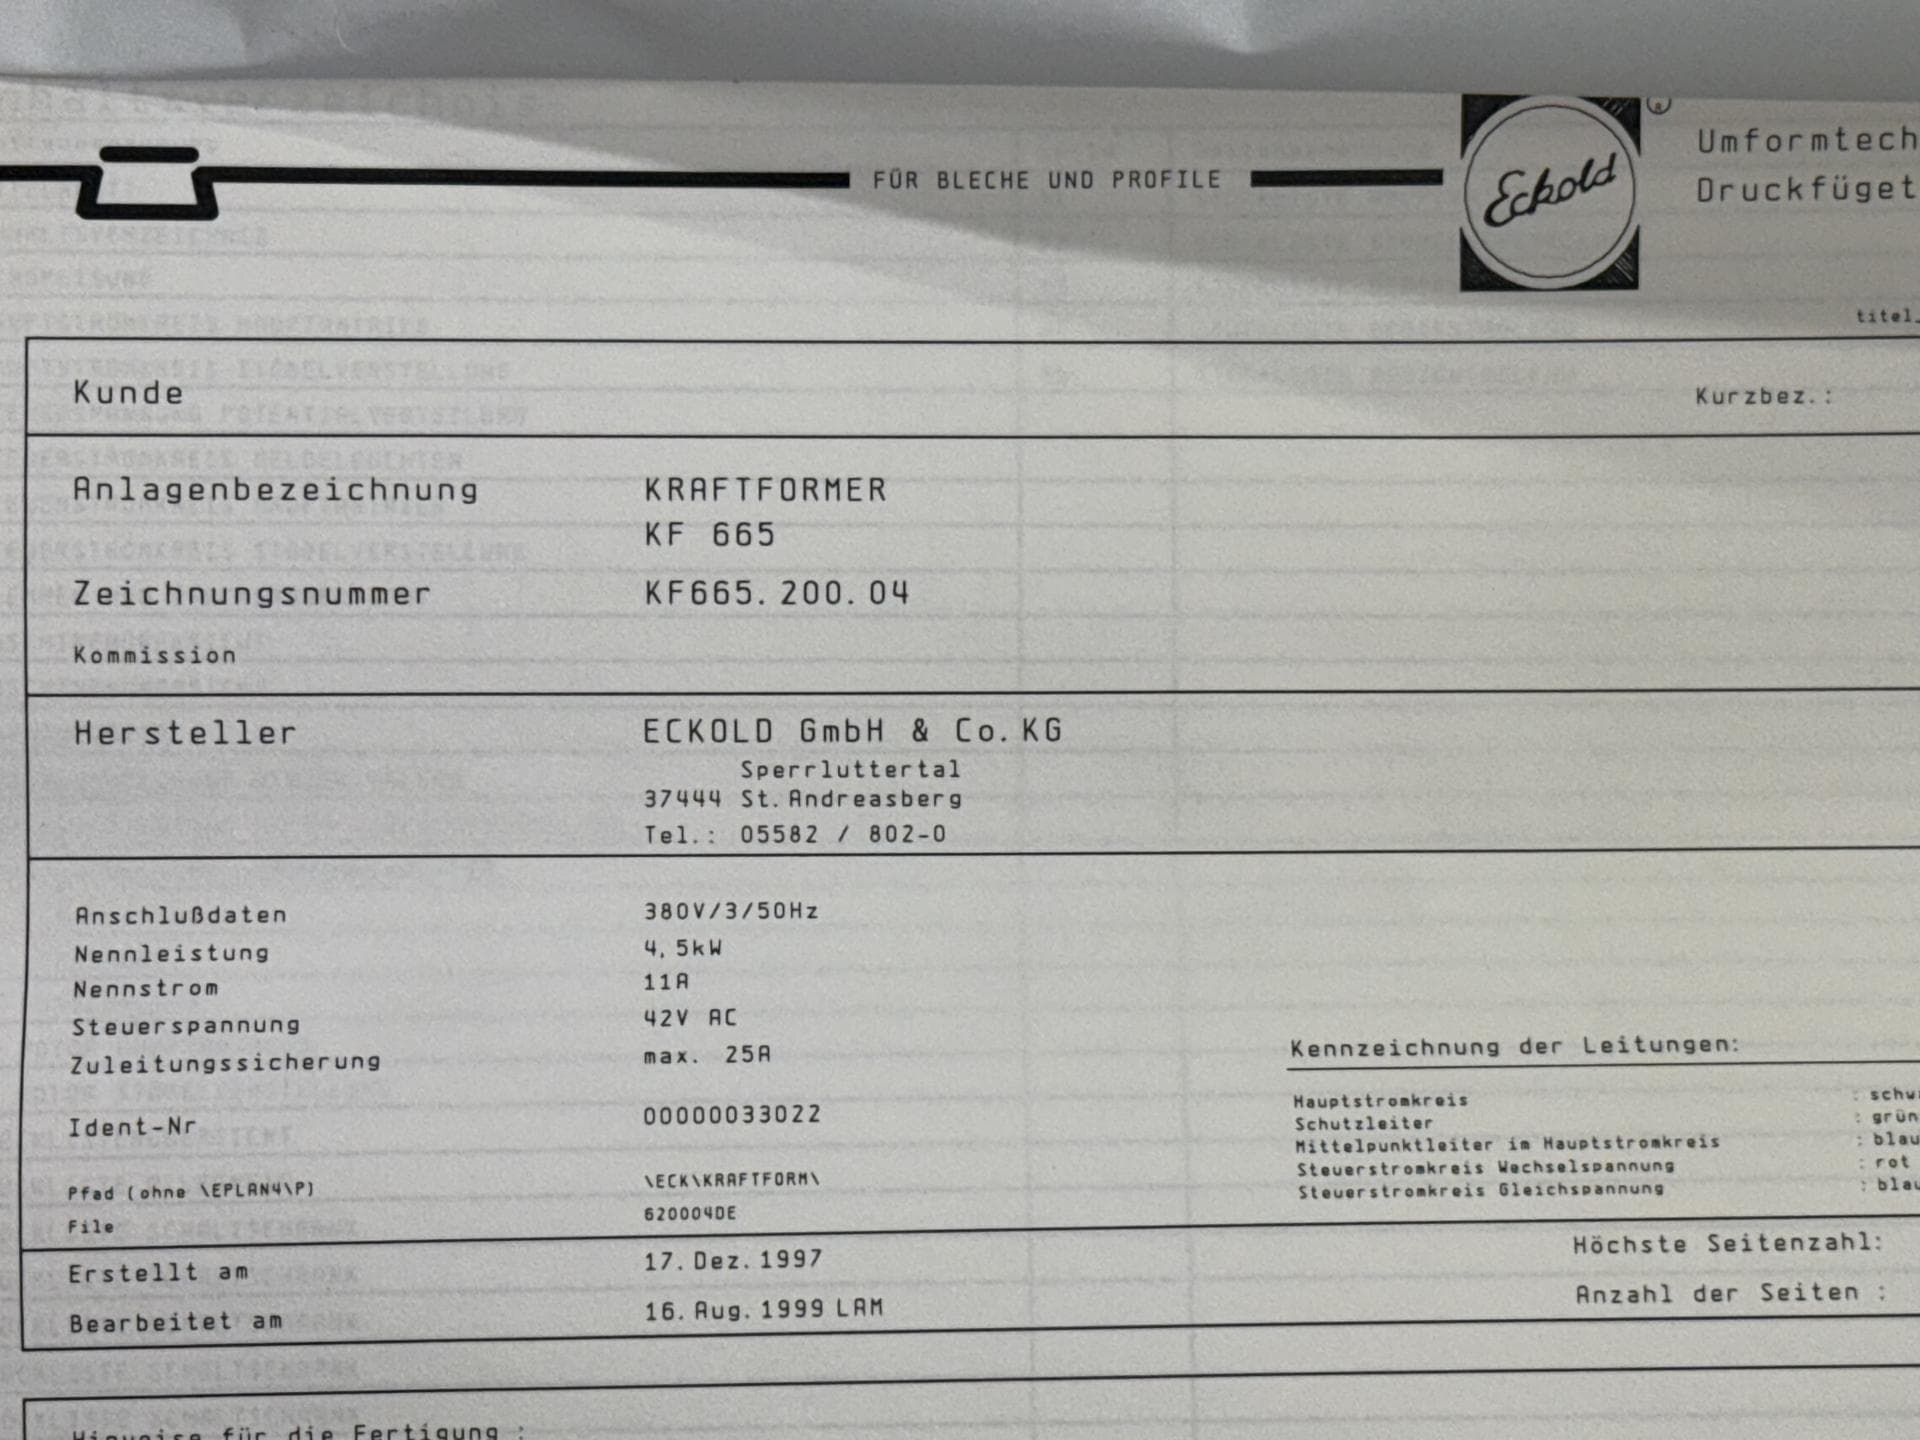 FÜR BLECHE UND PROFILE
Eckold
®
Kunde
Kurzbez.:
Anlagenbezeichnung KRAFTFORMER
KF 665
Zeichnungsnummer KF665.200.04
Kommission
Hersteller ECKOLD GmbH & Co.KG
Sperrluttertal
37444 St.Andreasberg
Tel.: 05582 / 802-0
Anschlußdaten 380V/3/50Hz
Nennleistung 4,5kW
Nennstrom 11A
Steuerspannung 42V AC
Zuleitungssicherung max. 25A
Ident-Nr 00000033022
Pfad (ohne \EPLAN4\P) \ECK\KRAFTFORM\
File 620004DE
Kennzeichnung der Leitungen:
Hauptstromkreis
Schutzleiter
Mittelpunktleiter im Hauptstromkreis
Steuerstromkreis Wechselspannung : rot
Steuerstromkreis Gleichspannung
Erstellt am 17.Dez.1997
Bearbeitet am 16.Aug.1999 LAM
Höchste Seitenzahl:
Anzahl der Seiten :
Hinweise für die Fertigung :